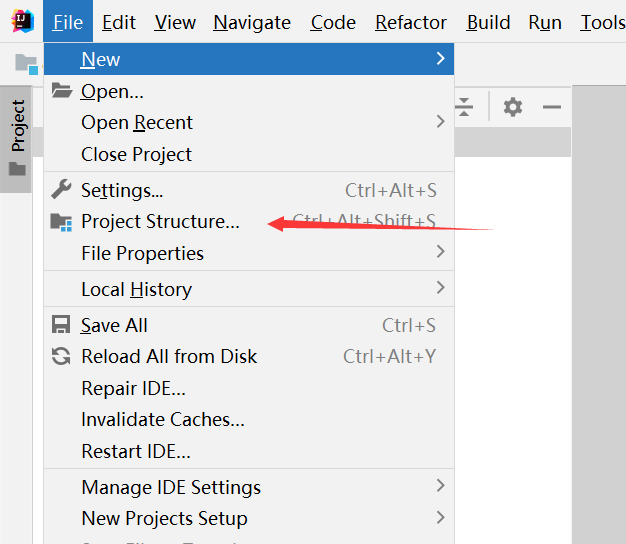 IJ
File Edit View Navigate Code Refactor Build Run Tools
Project
New
Open...
Open Recent
Close Project
Settings... Ctrl+Alt+S
Project Structure... Ctrl+Alt+Shift+S
File Properties
Local History
Save All Ctrl+S
Reload All from Disk Ctrl+Alt+Y
Repair IDE...
Invalidate Caches...
Restart IDE...
Manage IDE Settings
New Projects Setup